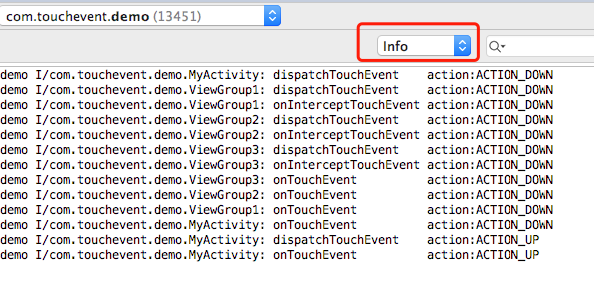 com.touchevent.demo (13451)
Info
demo I/com.touchevent.demo.MyActivity: dispatchTouchEvent action:ACTION_DOWN
demo I/com.touchevent.demo.ViewGroup1: dispatchTouchEvent action:ACTION_DOWN
demo I/com.touchevent.demo.ViewGroup1: onInterceptTouchEvent action:ACTION_DOWN
demo I/com.touchevent.demo.ViewGroup2: dispatchTouchEvent action:ACTION_DOWN
demo I/com.touchevent.demo.ViewGroup2: onInterceptTouchEvent action:ACTION_DOWN
demo I/com.touchevent.demo.ViewGroup3: dispatchTouchEvent action:ACTION_DOWN
demo I/com.touchevent.demo.ViewGroup3: onInterceptTouchEvent action:ACTION_DOWN
demo I/com.touchevent.demo.ViewGroup3: onTouchEvent action:ACTION_DOWN
demo I/com.touchevent.demo.ViewGroup2: onTouchEvent action:ACTION_DOWN
demo I/com.touchevent.demo.ViewGroup1: onTouchEvent action:ACTION_DOWN
demo I/com.touchevent.demo.MyActivity: onTouchEvent action:ACTION_DOWN
demo I/com.touchevent.demo.MyActivity: dispatchTouchEvent action:ACTION_UP
demo I/com.touchevent.demo.MyActivity: onTouchEvent action:ACTION_UP